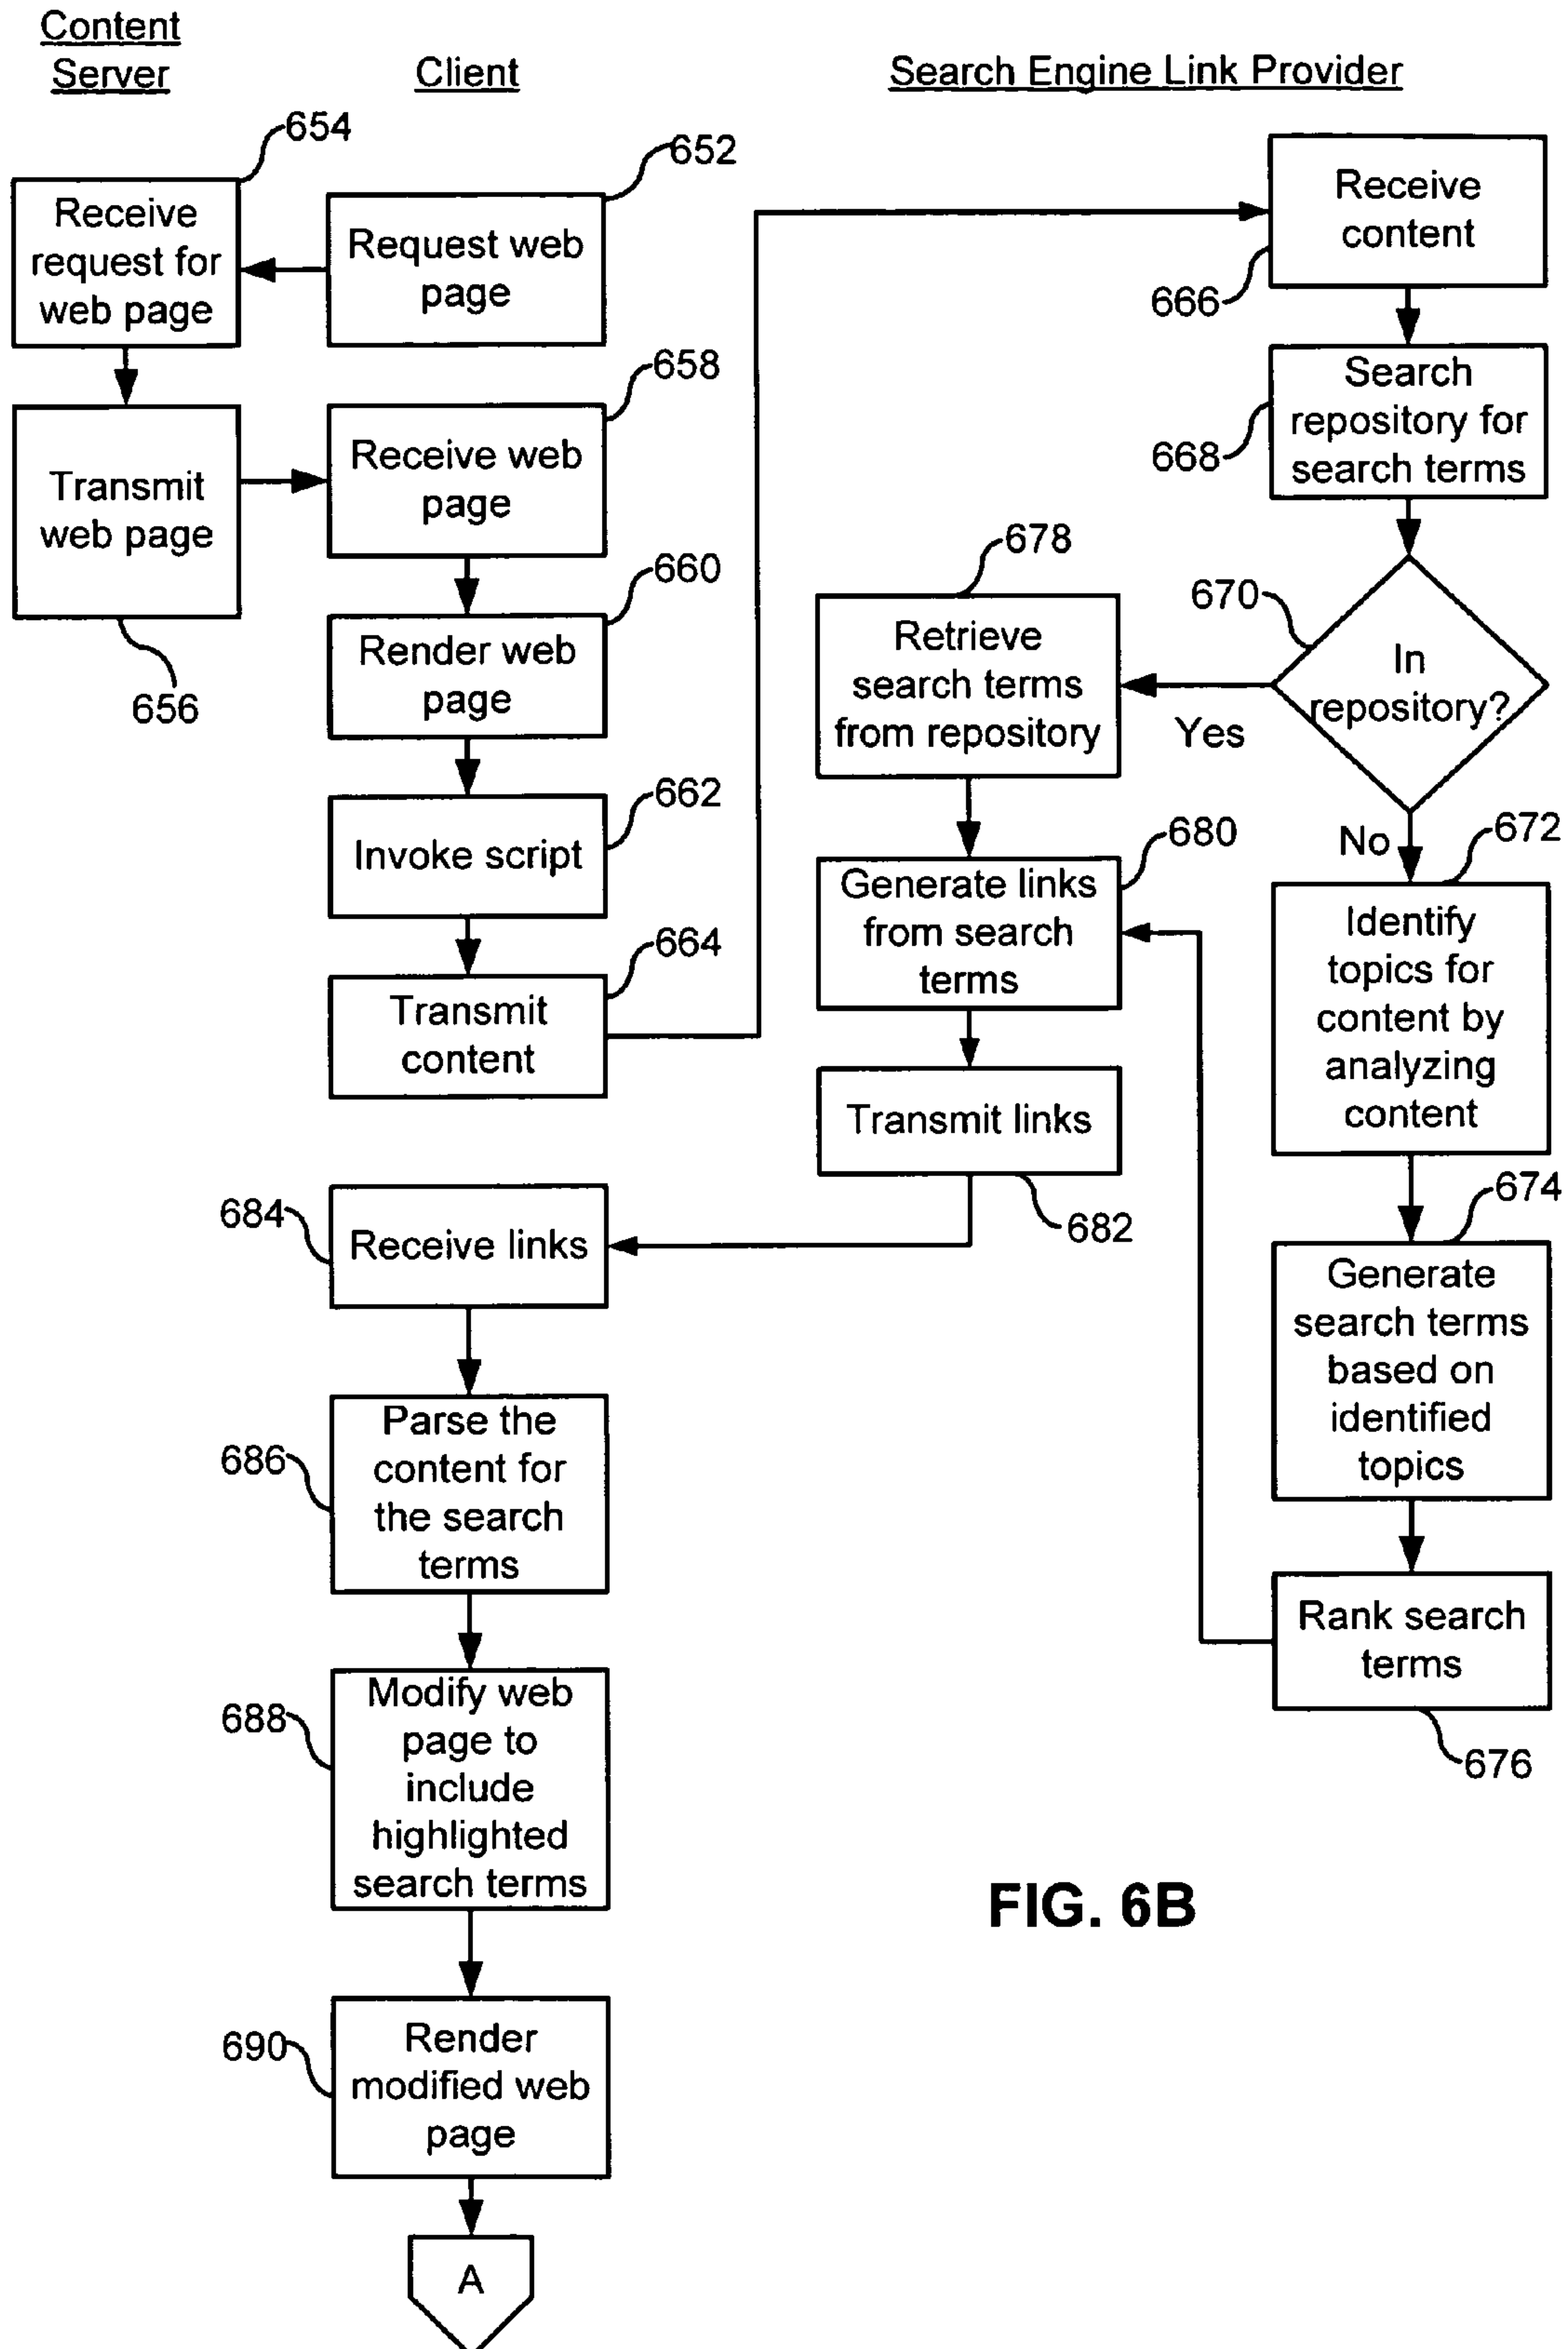 Content
Server
Client
Search Engine Link Provider
654
Receive
request for
web page
652
Request web
page
Transmit
web page
656
658
Receive web
page
660
Render web
page
662
Invoke script
664
Transmit
content
Receive
content
666
Search
repository for
search terms
668
670
In
repository?
Yes
No
678
Retrieve
search terms
from repository
680
Generate links
from search
terms
Transmit links
682
672
Identify
topics for
content by
analyzing
content
674
Generate
search terms
based on
identified
topics
Rank search
terms
676
684
Receive links
686
Parse the
content for
the search
terms
688
Modify web
page to
include
highlighted
search terms
690
Render
modified web
page
A
FIG. 6B